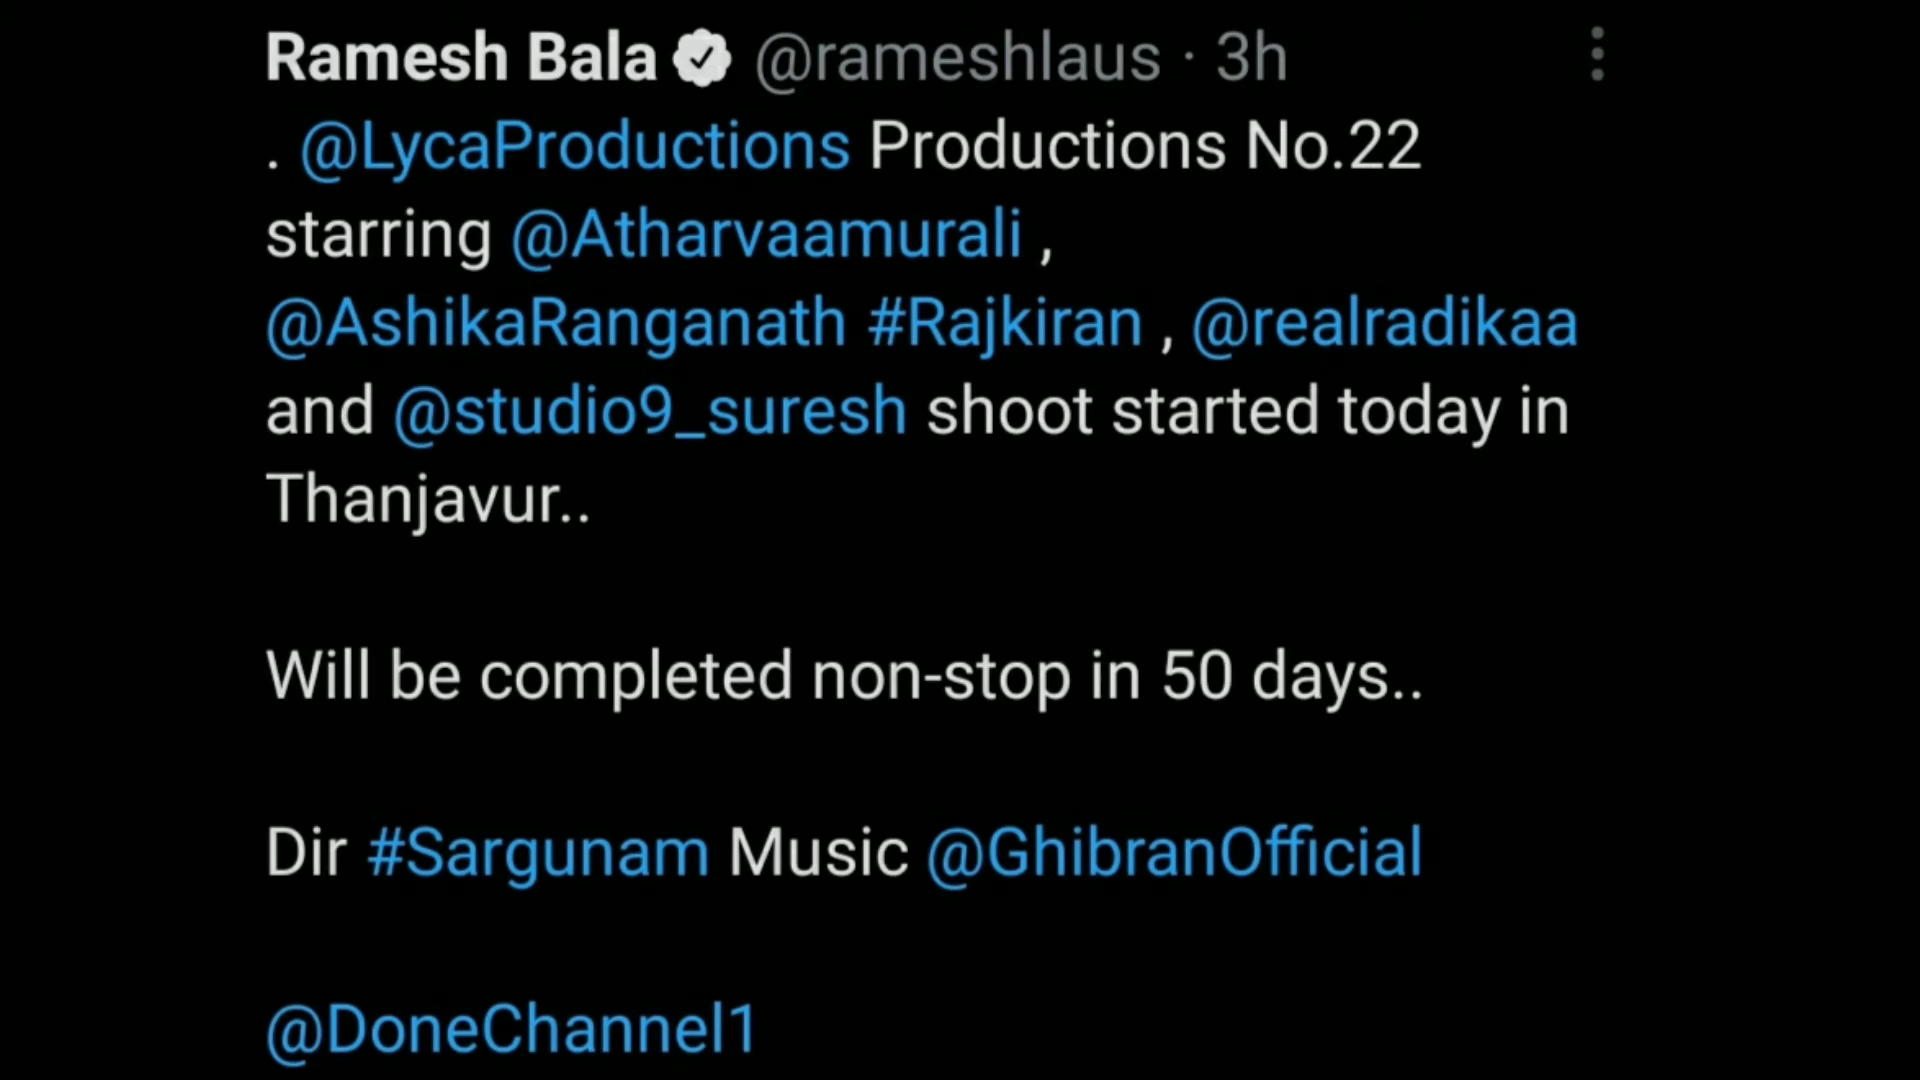 Ramesh Bala @rameshlaus · 3h
. @LycaProductions Productions No.22
starring @Atharvaamurali ,
@AshikaRanganath #Rajkiran , @realradikaa
and @studio9_suresh shoot started today in
Thanjavur..
Will be completed non-stop in 50 days..
Dir #Sargunam Music @GhibranOfficial
@DoneChannel1